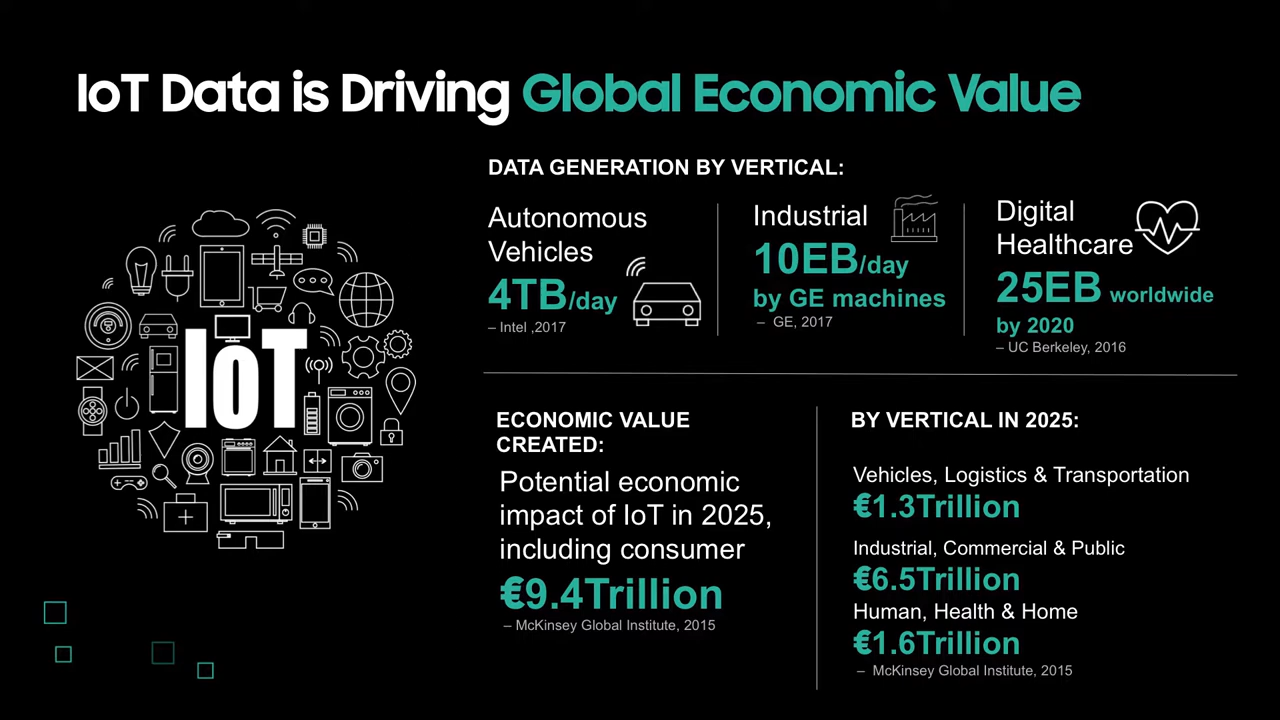 IoT Data is Driving Global Economic Value
IoT
DATA GENERATION BY VERTICAL:
Autonomous
Vehicles
4TB/day
– Intel ,2017
Industrial
10EB/day
by GE machines
– GE, 2017
Digital
Healthcare
25EB worldwide
by 2020
– UC Berkeley, 2016
ECONOMIC VALUE
CREATED:
Potential economic
impact of IoT in 2025,
including consumer
€9.4Trillion
– McKinsey Global Institute, 2015
BY VERTICAL IN 2025:
Vehicles, Logistics & Transportation
€1.3Trillion
Industrial, Commercial & Public
€6.5Trillion
Human, Health & Home
€1.6Trillion
– McKinsey Global Institute, 2015